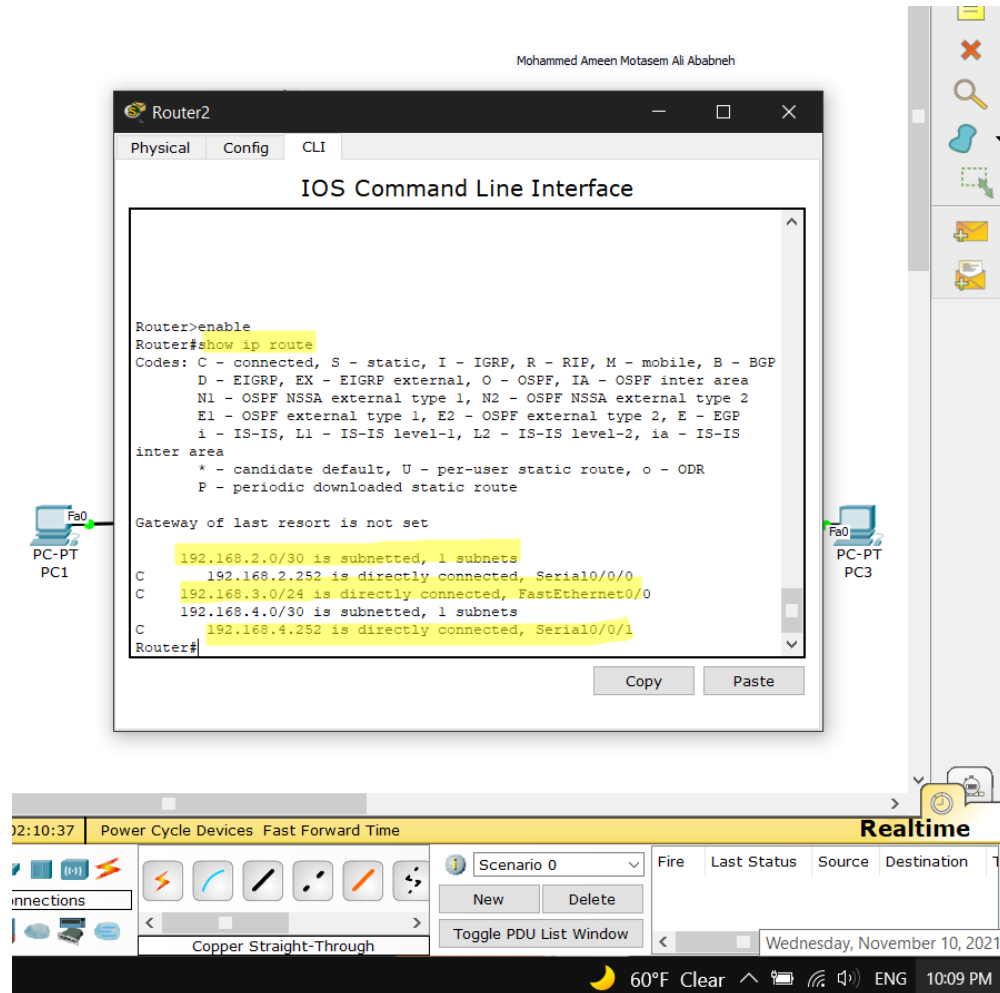 Mohammed Ameen Motasem Ali Ababneh
Router2
Physical Config CLI
IOS Command Line Interface
Router>enable
Router#show ip route
Codes: C - connected, S - static, I - IGRP, R - RIP, M - mobile, B - BGP
D - EIGRP, EX - EIGRP external, O - OSPF, IA - OSPF inter area
N1 - OSPF NSSA external type 1, N2 - OSPF NSSA external type 2
E1 - OSPF external type 1, E2 - OSPF external type 2, E - EGP
i - IS-IS, L1 - IS-IS level-1, L2 - IS-IS level-2, ia - IS-IS
inter area
* - candidate default, U - per-user static route, o - ODR
P - periodic downloaded static route
Gateway of last resort is not set
192.168.2.0/30 is subnetted, 1 subnets
C 192.168.2.252 is directly connected, Serial0/0/0
C 192.168.3.0/24 is directly connected, FastEthernet0/0
192.168.4.0/30 is subnetted, 1 subnets
C 192.168.4.252 is directly connected, Serial0/0/1
Router#
Copy Paste
Fa0
PC-PT
PC1
Fa0
PC-PT
PC3
02:10:37 Power Cycle Devices Fast Forward Time
Realtime
Scenario 0
New Delete
Toggle PDU List Window
Fire Last Status Source Destination
onnections
Copper Straight-Through
Wednesday, November 10, 2021
60°F Clear ENG 10:09 PM